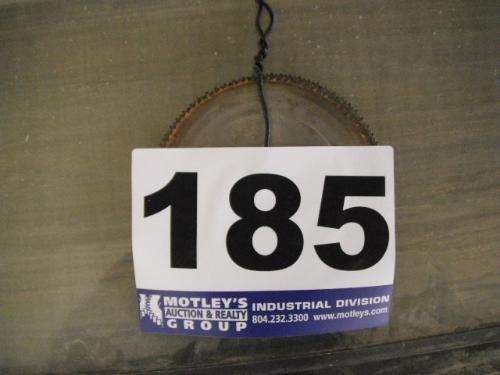 185
MOTLEY'S
AUCTION & REALTY
GROUP
INDUSTRIAL DIVISION
804.232.3300 www.motleys.com